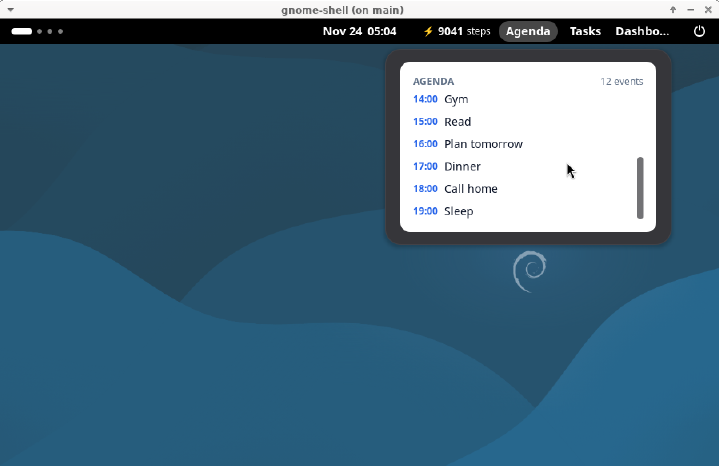 gnome-shell (on main)
Nov 24 05:04 ⚡ 9041 steps Agenda Tasks Dashbo...
AGENDA 12 events
14:00 Gym
15:00 Read
16:00 Plan tomorrow
17:00 Dinner
18:00 Call home
19:00 Sleep